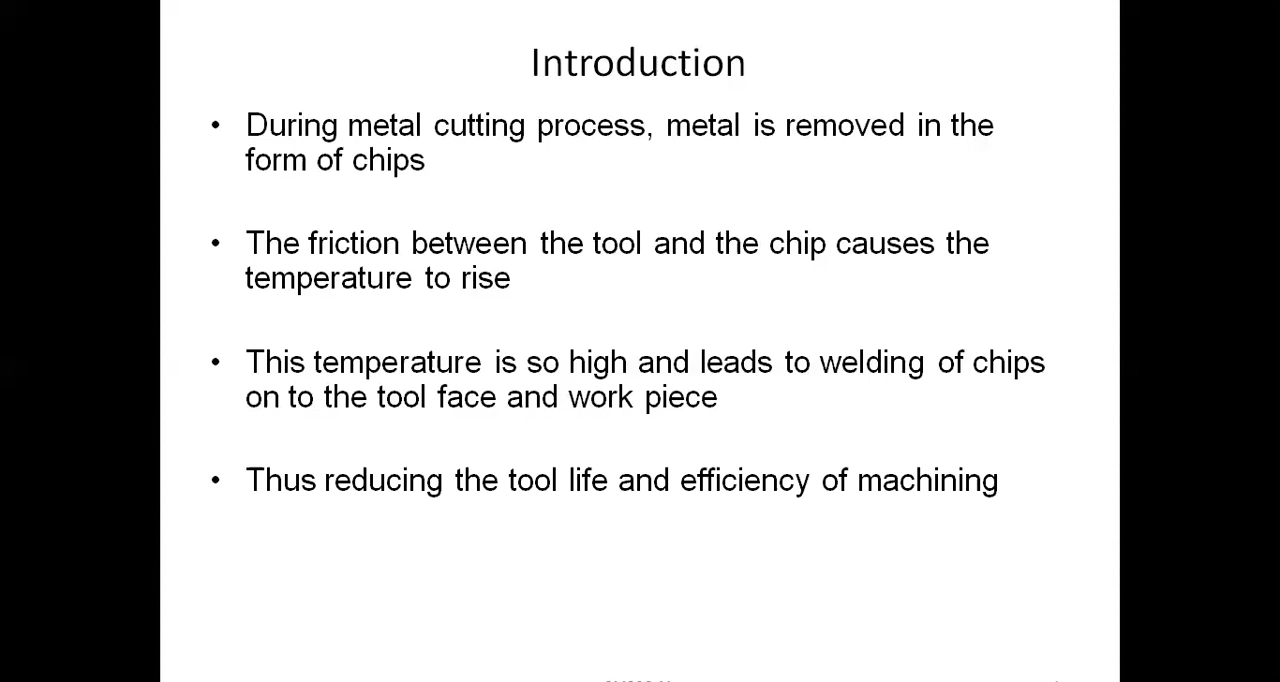 Introduction
• During metal cutting process, metal is removed in the
form of chips
• The friction between the tool and the chip causes the
temperature to rise
• This temperature is so high and leads to welding of chips
on to the tool face and work piece
• Thus reducing the tool life and efficiency of machining